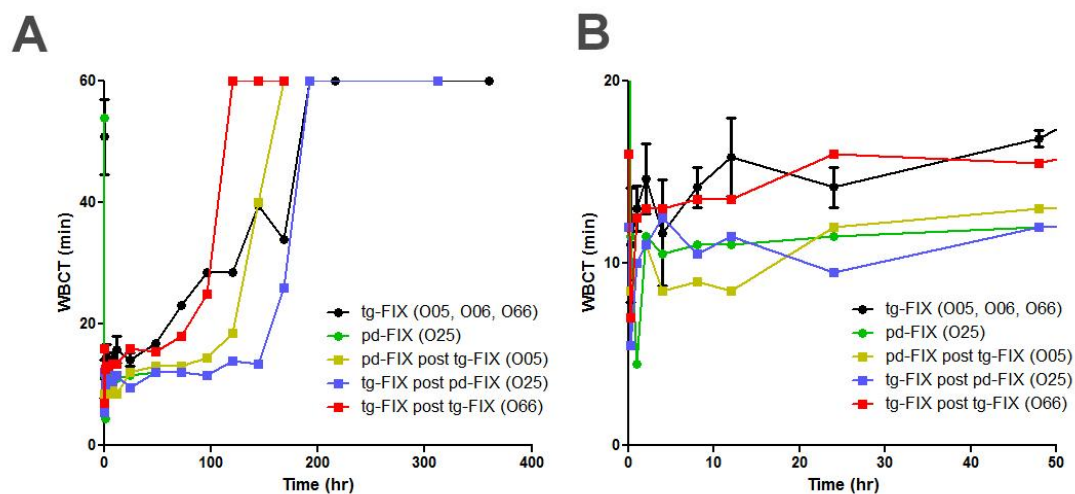 A
B
WBCT (min)
60
40
20
0
0
100
200
300
400
Time (hr)
tg-FIX (O05, O06, O66)
pd-FIX (O25)
pd-FIX post tg-FIX (O05)
tg-FIX post pd-FIX (O25)
tg-FIX post tg-FIX (O66)
WBCT (min)
20
10
0
0
10
20
30
40
50
Time (hr)
tg-FIX (O05, O06, O66)
pd-FIX (O25)
pd-FIX post tg-FIX (O05)
tg-FIX post pd-FIX (O25)
tg-FIX post tg-FIX (O66)